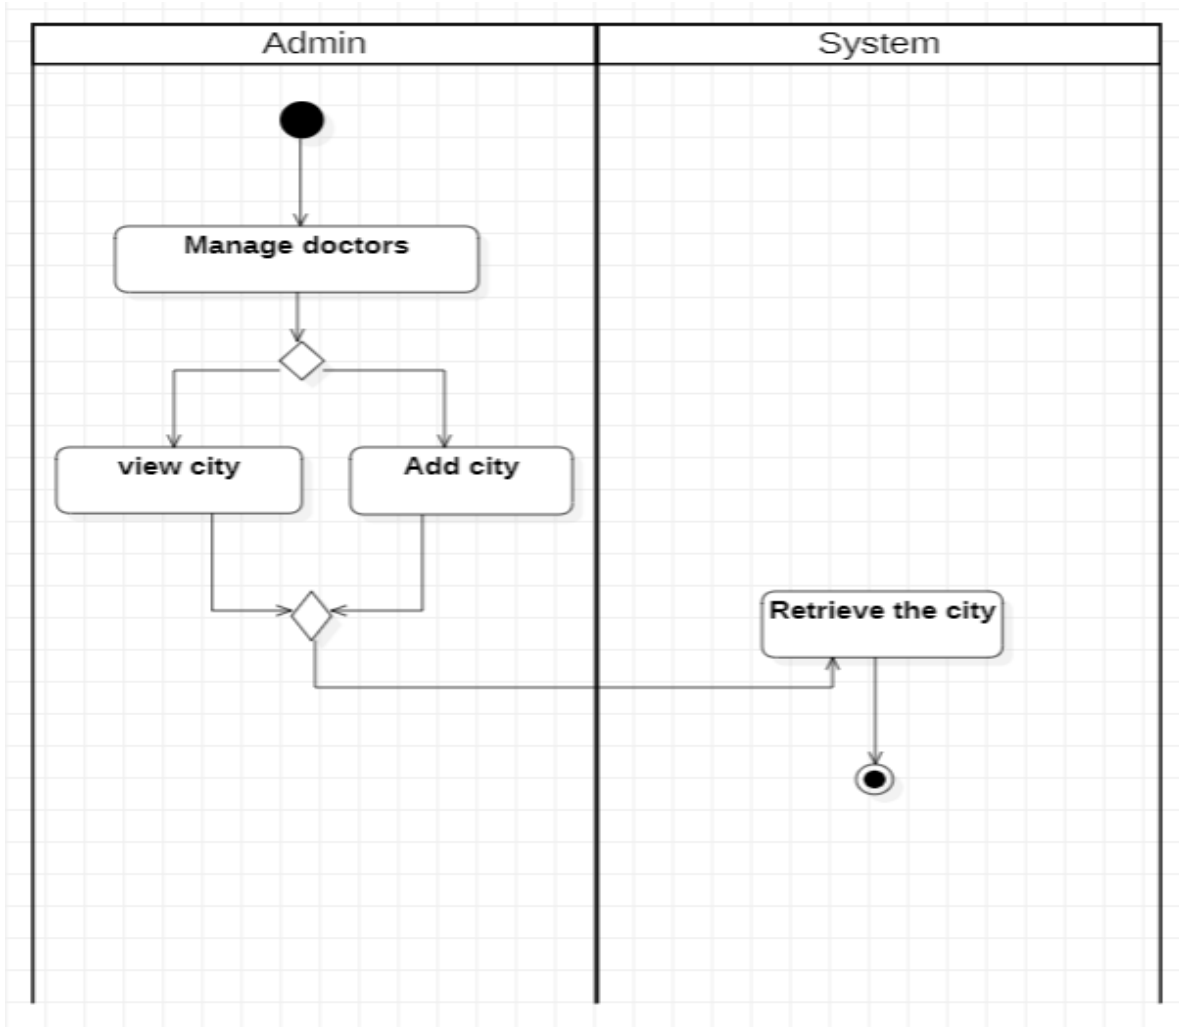 Admin
System
Manage doctors
view city
Add city
Retrieve the city